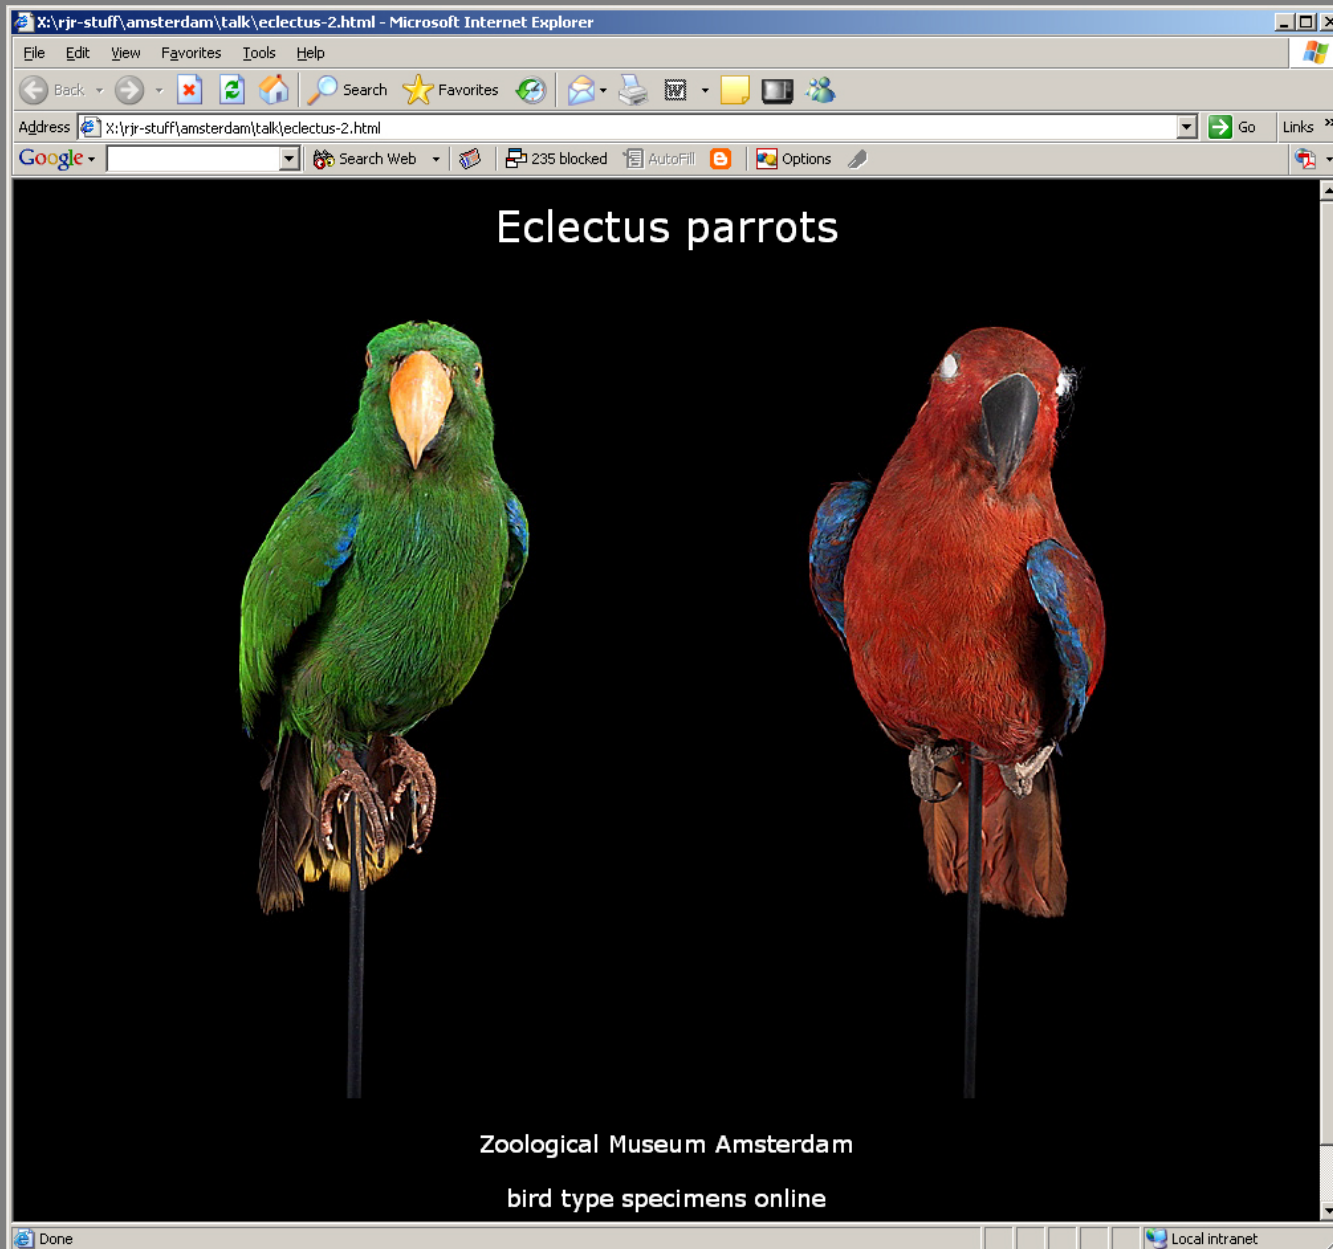 X:\rjr-stuff\amsterdam\talk\eclectus-2.html - Microsoft Internet Explorer
File Edit View Favorites Tools Help
Back Search Favorites
Address X:\rjr-stuff\amsterdam\talk\eclectus-2.html Go Links »
Google Search Web 235 blocked AutoFill Options
Eclectus parrots
Zoological Museum Amsterdam
bird type specimens online
Done Local intranet